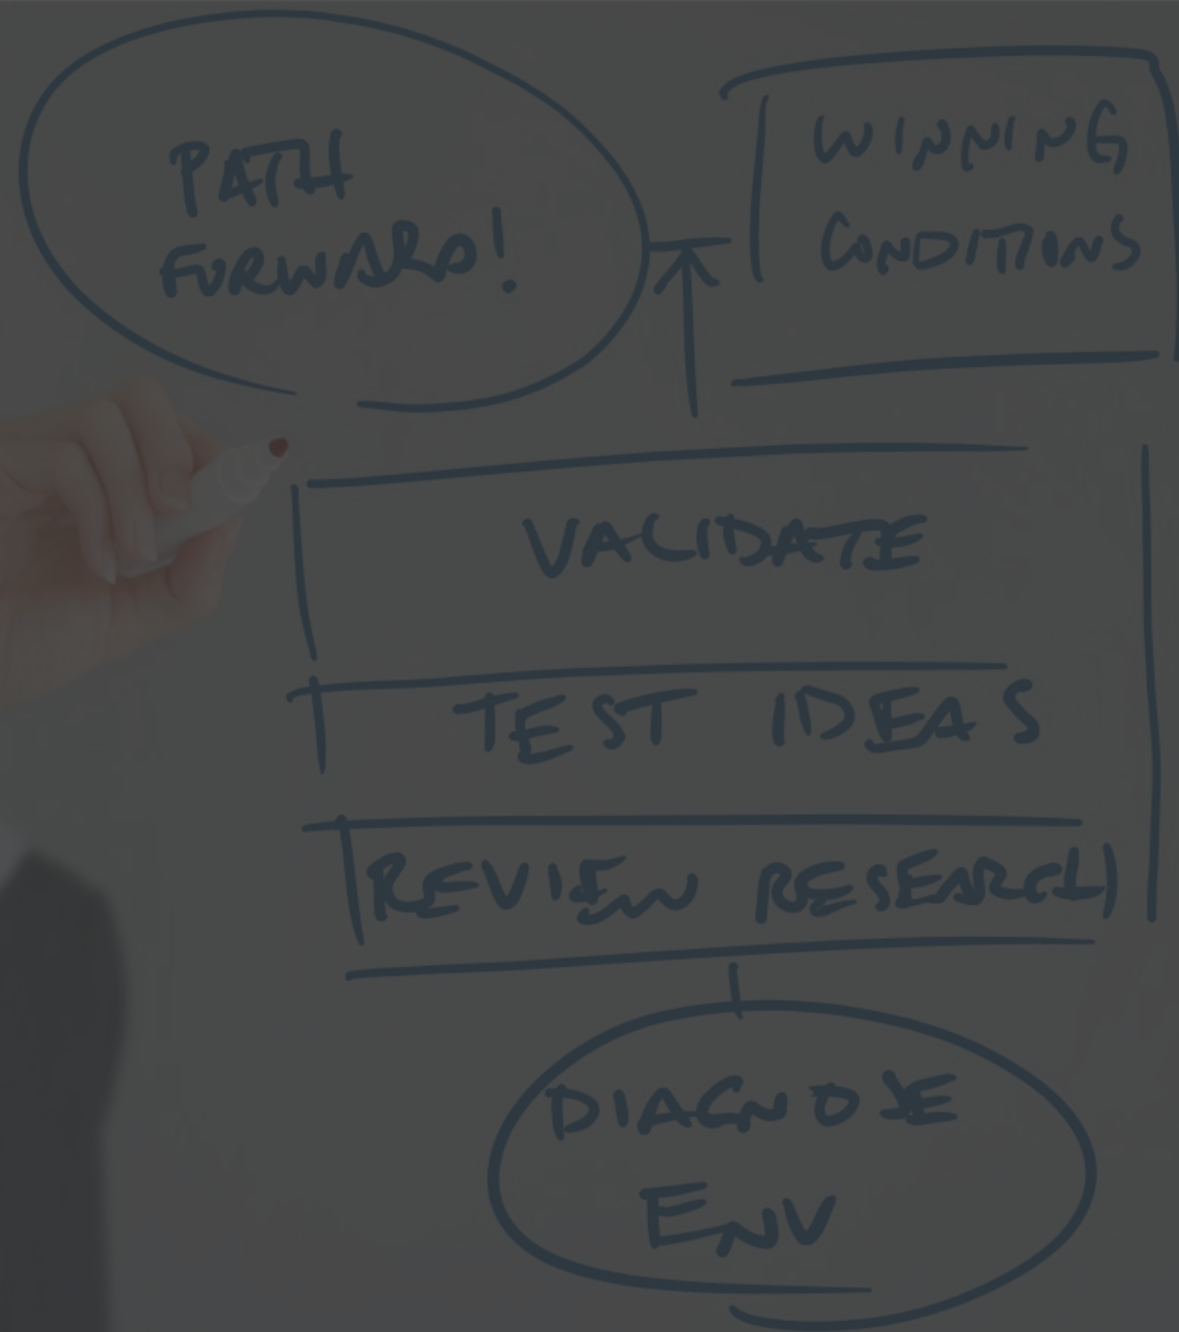 PATH
FORWARD!
WINNING
CONDITIONS
VALIDATE
TEST IDEAS
REVIEW RESEARCH
DIAGNOSE
ENV